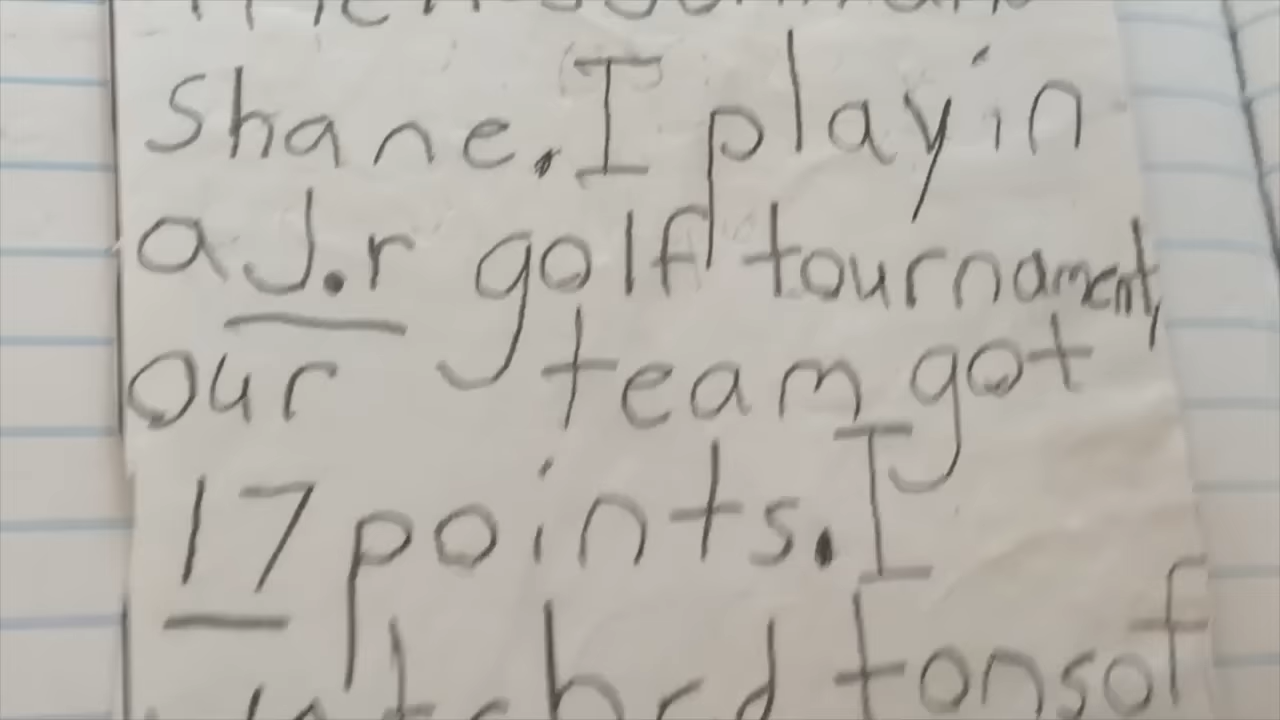 Shane. I play in
a J.r golf tournament,
our team got
17 points. I
tons of